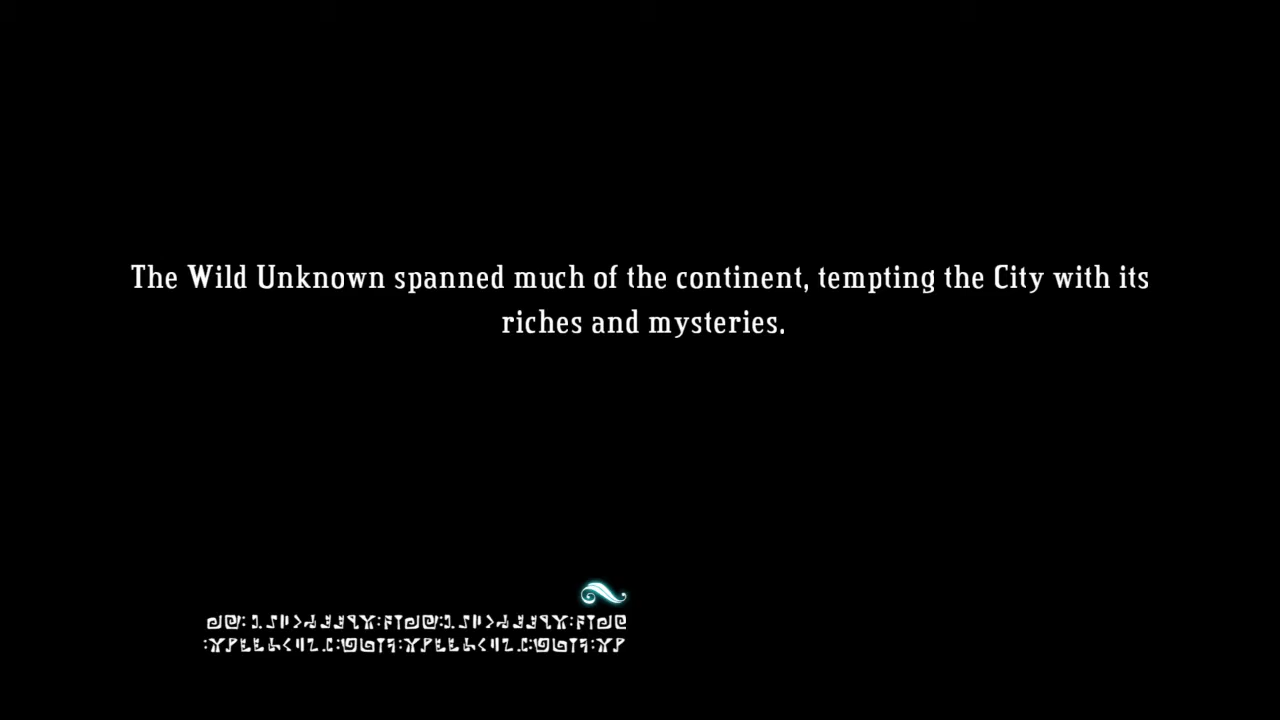 The Wild Unknown spanned much of the continent, tempting the City with its
riches and mysteries.